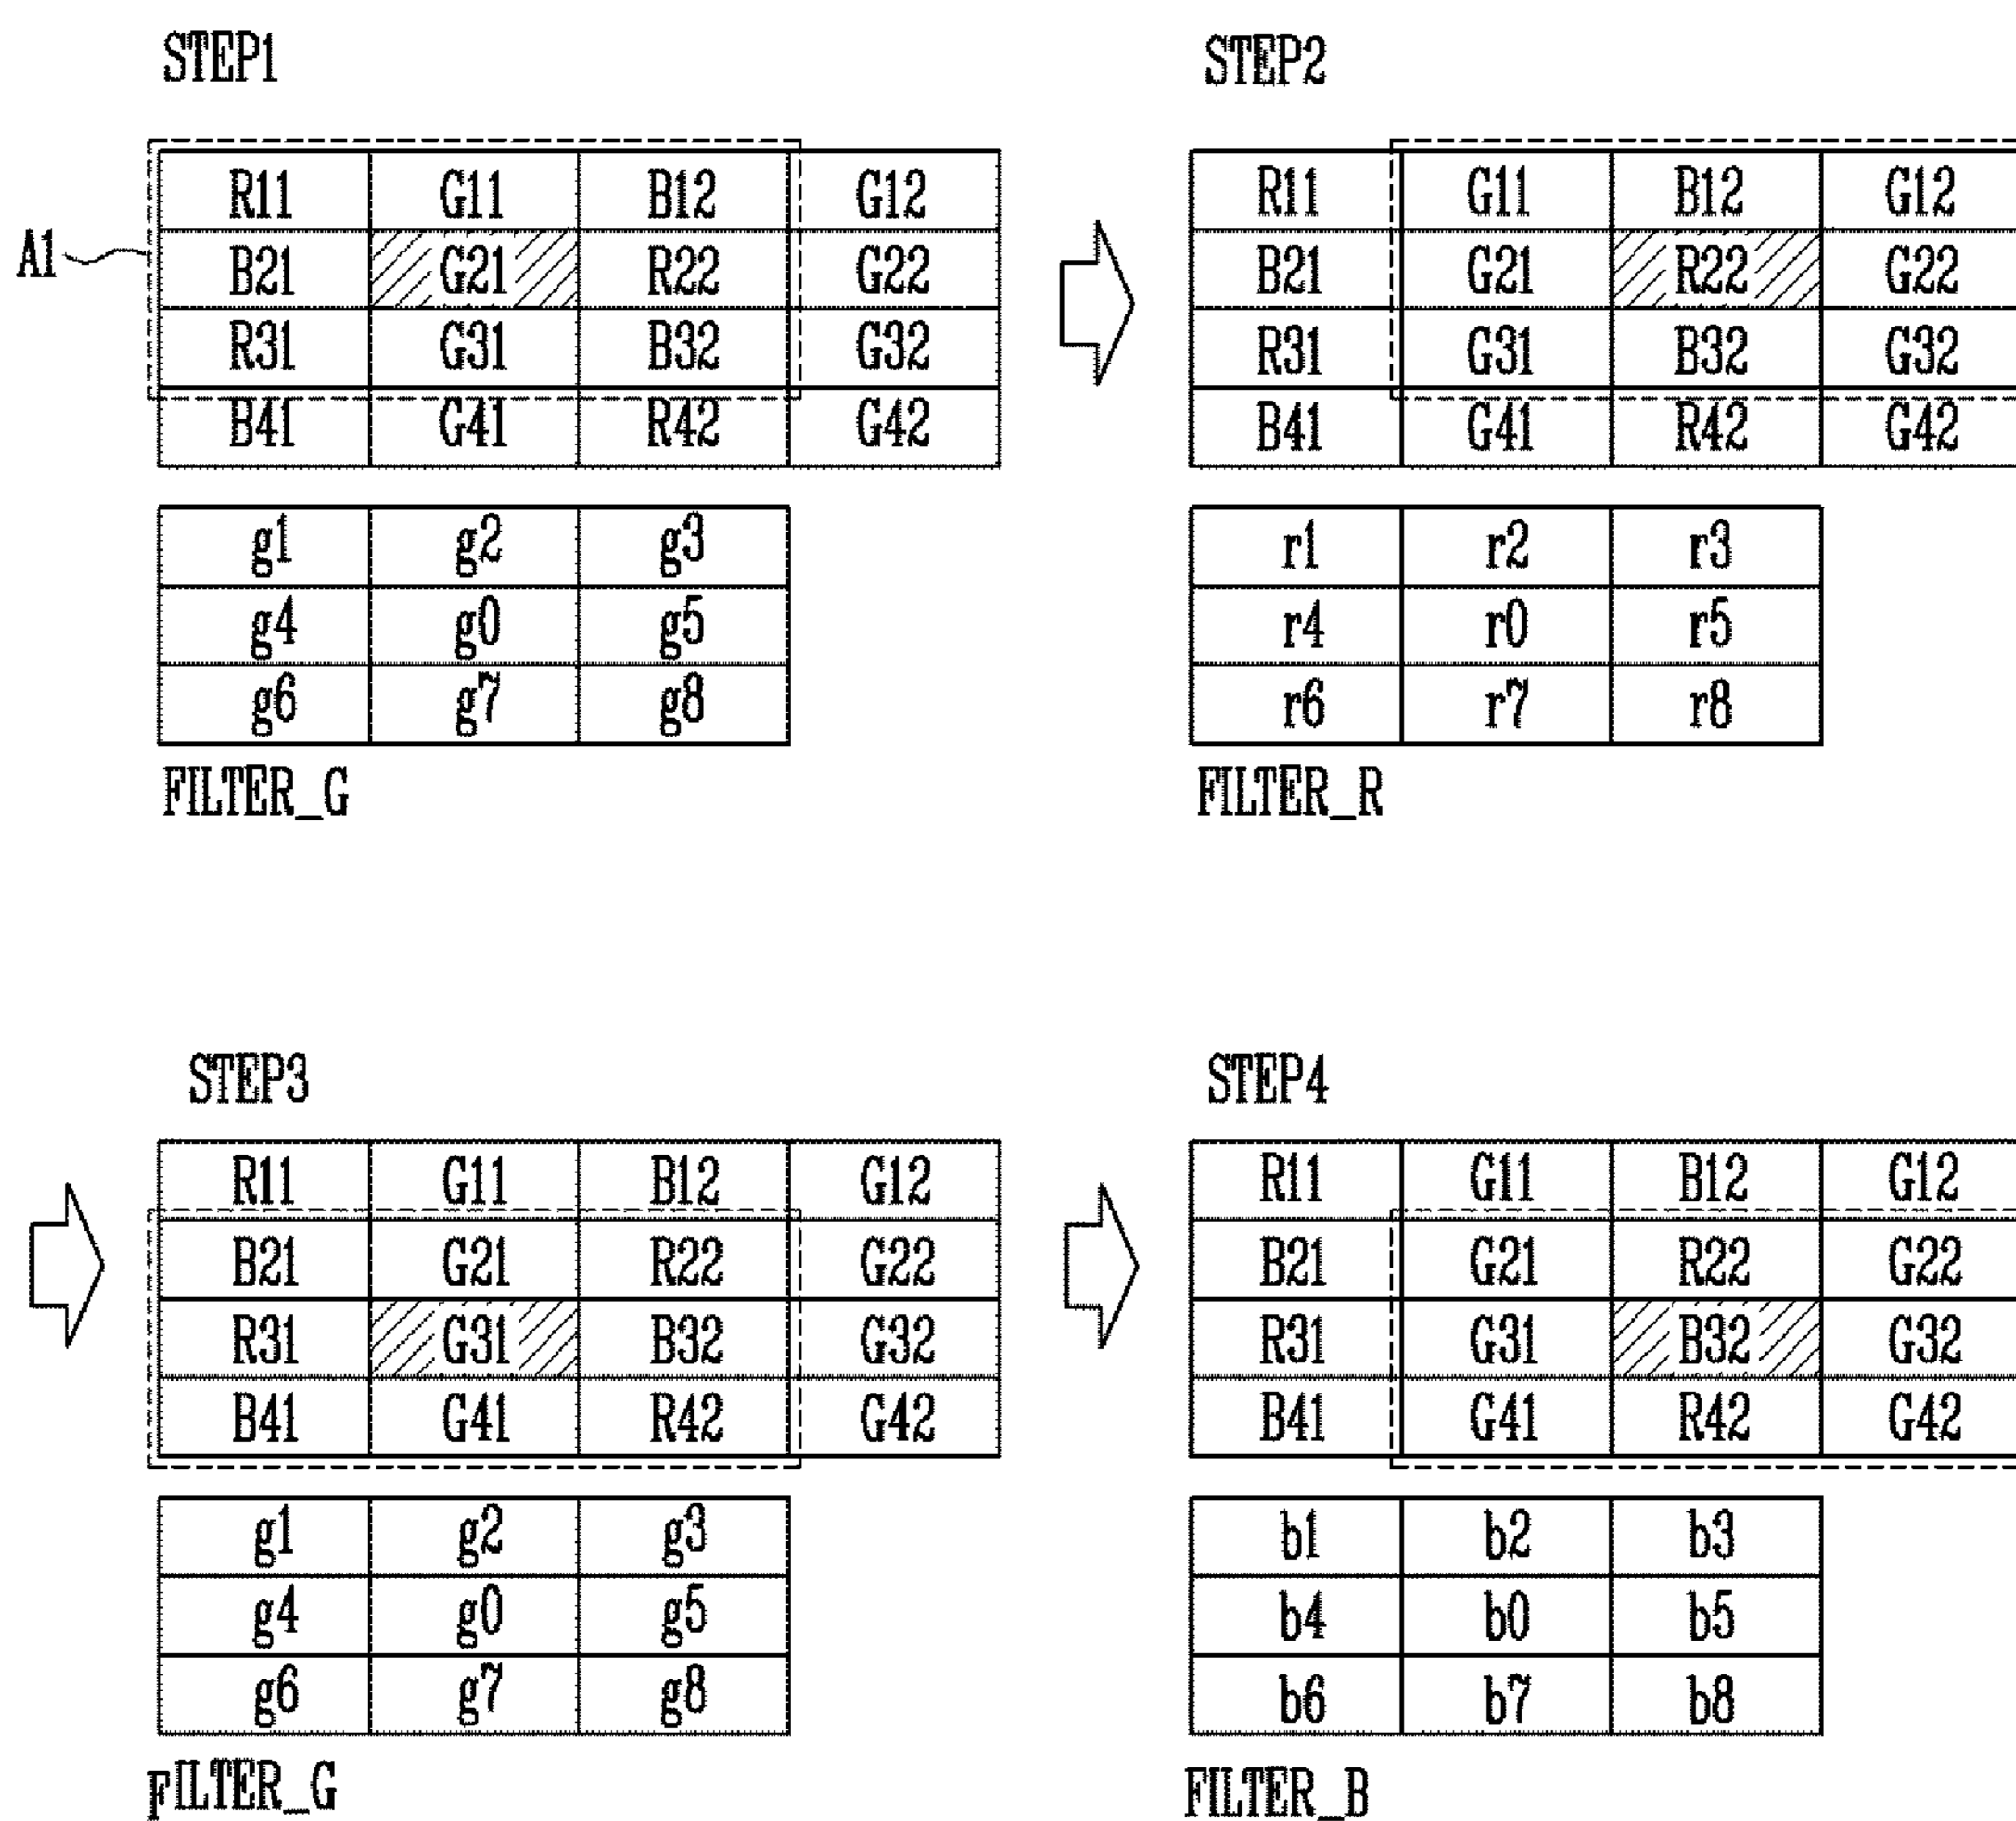 STEP1
R11 G11 B12 G12
A1
B21 G21 R22 G22
R31 G31 B32 G32
B41 G41 R42 G42
g1 g2 g3
g4 g0 g5
g6 g7 g8
FILTER_G
STEP2
R11 G11 B12 G12
B21 G21 R22 G22
R31 G31 B32 G32
B41 G41 R42 G42
r1 r2 r3
r4 r0 r5
r6 r7 r8
FILTER_R
STEP3
R11 G11 B12 G12
B21 G21 R22 G22
R31 G31 B32 G32
B41 G41 R42 G42
g1 g2 g3
g4 g0 g5
g6 g7 g8
FILTER_G
STEP4
R11 G11 B12 G12
B21 G21 R22 G22
R31 G31 B32 G32
B41 G41 R42 G42
b1 b2 b3
b4 b0 b5
b6 b7 b8
FILTER_B